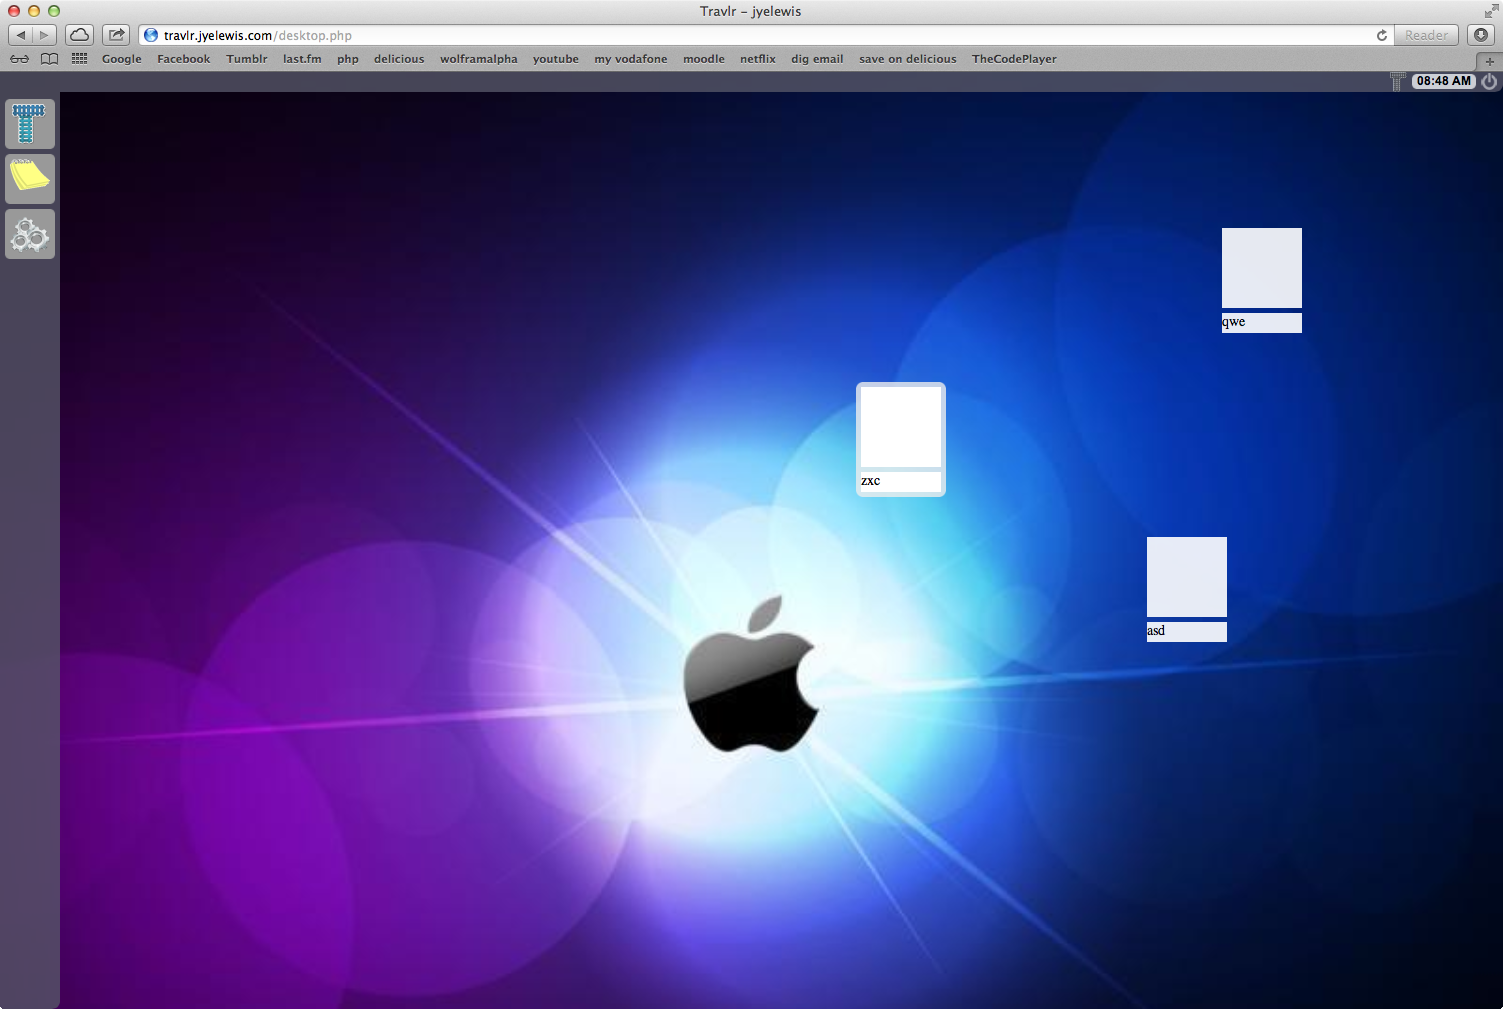 Travlr – jyelewis
travlr.jyelewis.com/desktop.php
Reader
Google Facebook Tumblr last.fm php delicious wolframalpha youtube my vodafone moodle netflix dig email save on delicious TheCodePlayer
08:48 AM
qwe
zxc
asd